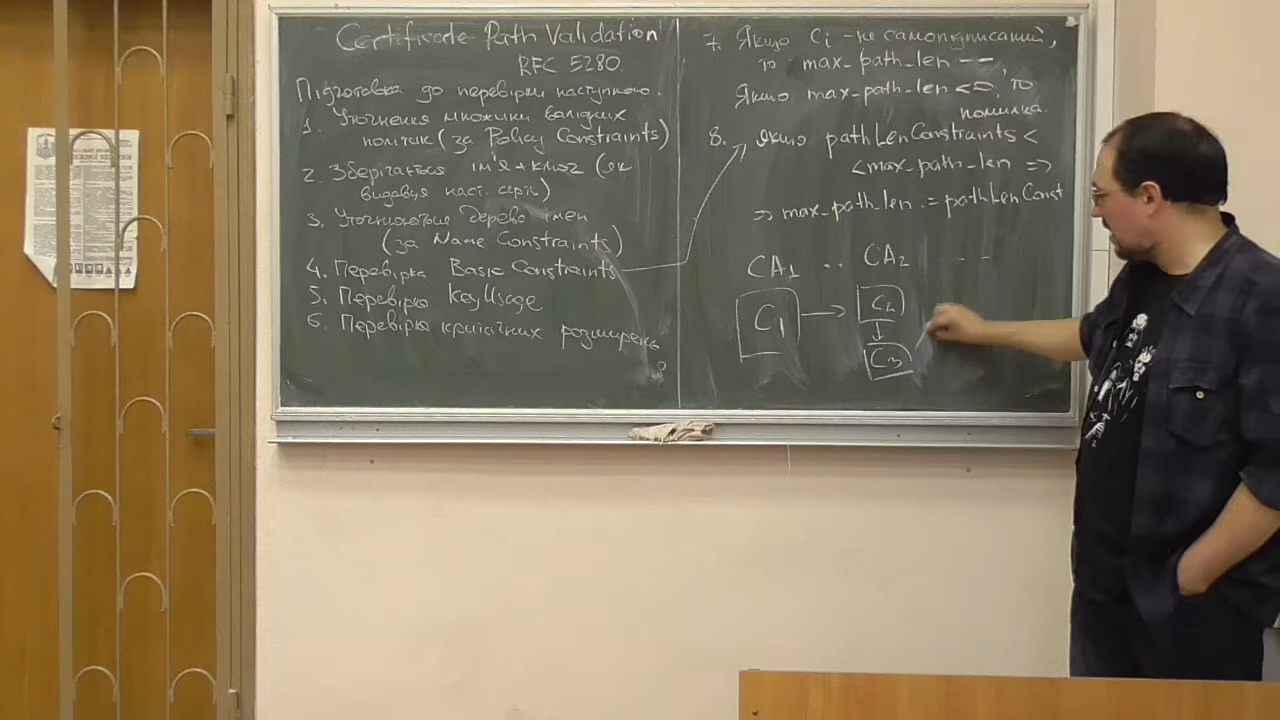 Certificate Path Validation
RFC 5280.
Підготовка до перевірки наступного.
1. Уточнення множини валідних
політик (за Policy Constraints)
2. Зберігається ім'я + ключ (як
видавця наст. серт.)
3. Уточнюється дерево імен
(за Name Constraints)
4. Перевірка Basic Constraints
5. Перевірка KeyUsage
6. Перевірка критичних розширень
7. Якщо Ci - не самопідписаний,
то max_path_len --
Якщо max_path_len < 0, то
помилка.
8. якщо pathLenConstraints <
< max_path_len =>
=> max_path_len := pathLenConst
CA1 .. CA2 - -
C1 → C2
↓
C3